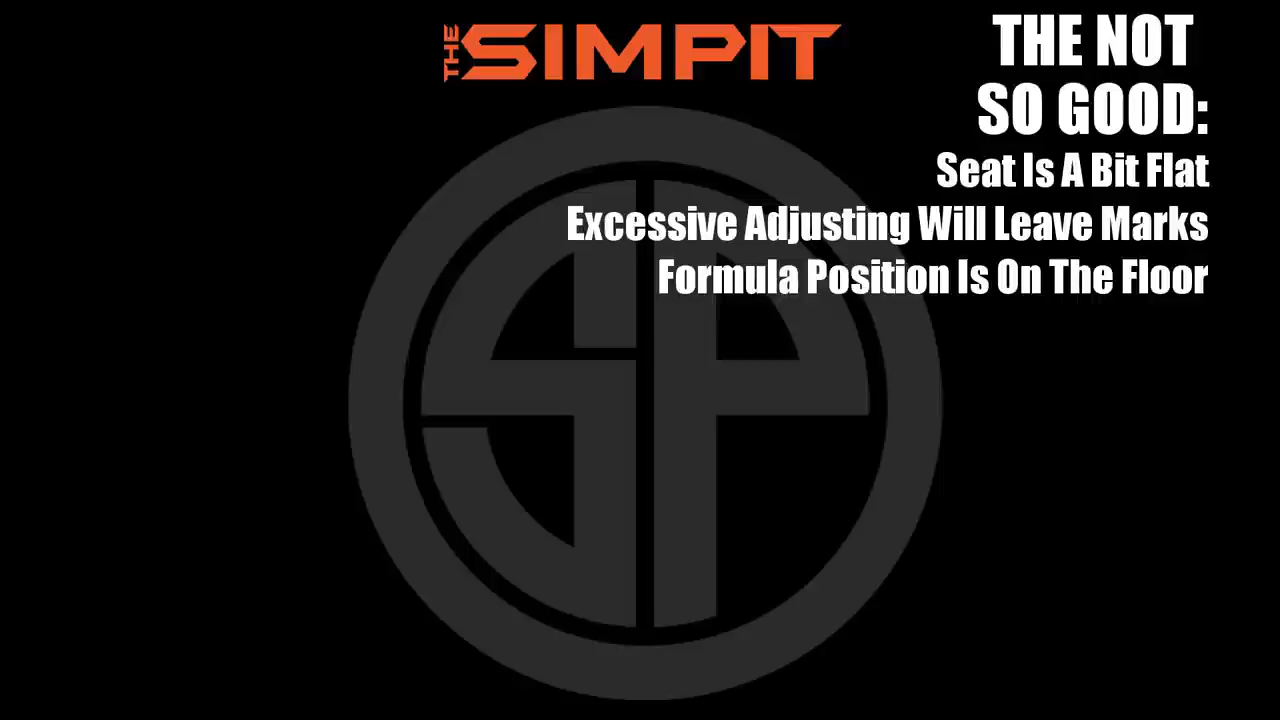 THE SIMPIT
THE NOT
SO GOOD:
Seat Is A Bit Flat
Excessive Adjusting Will Leave Marks
Formula Position Is On The Floor
SP